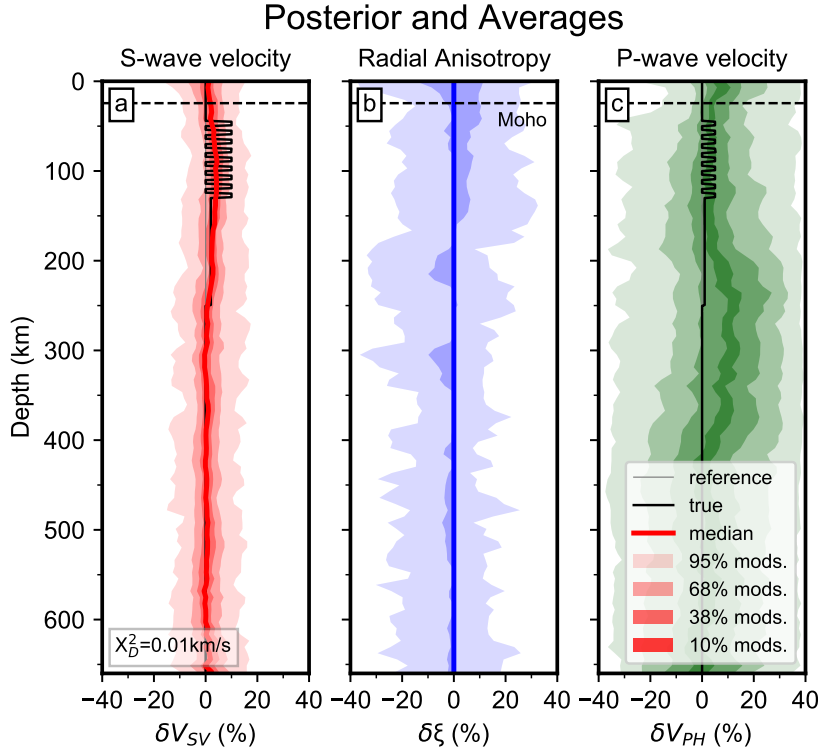 Posterior and Averages
S-wave velocity
Radial Anisotropy
P-wave velocity
a
b
c
Moho
0
100
200
300
400
500
600
Depth (km)
reference
true
median
95% mods.
68% mods.
38% mods.
10% mods.
X²_D=0.01km/s
−40 −20 0 20 40
−40 −20 0 20 40
−40 −20 0 20 40
δV_SV (%)
δξ (%)
δV_PH (%)